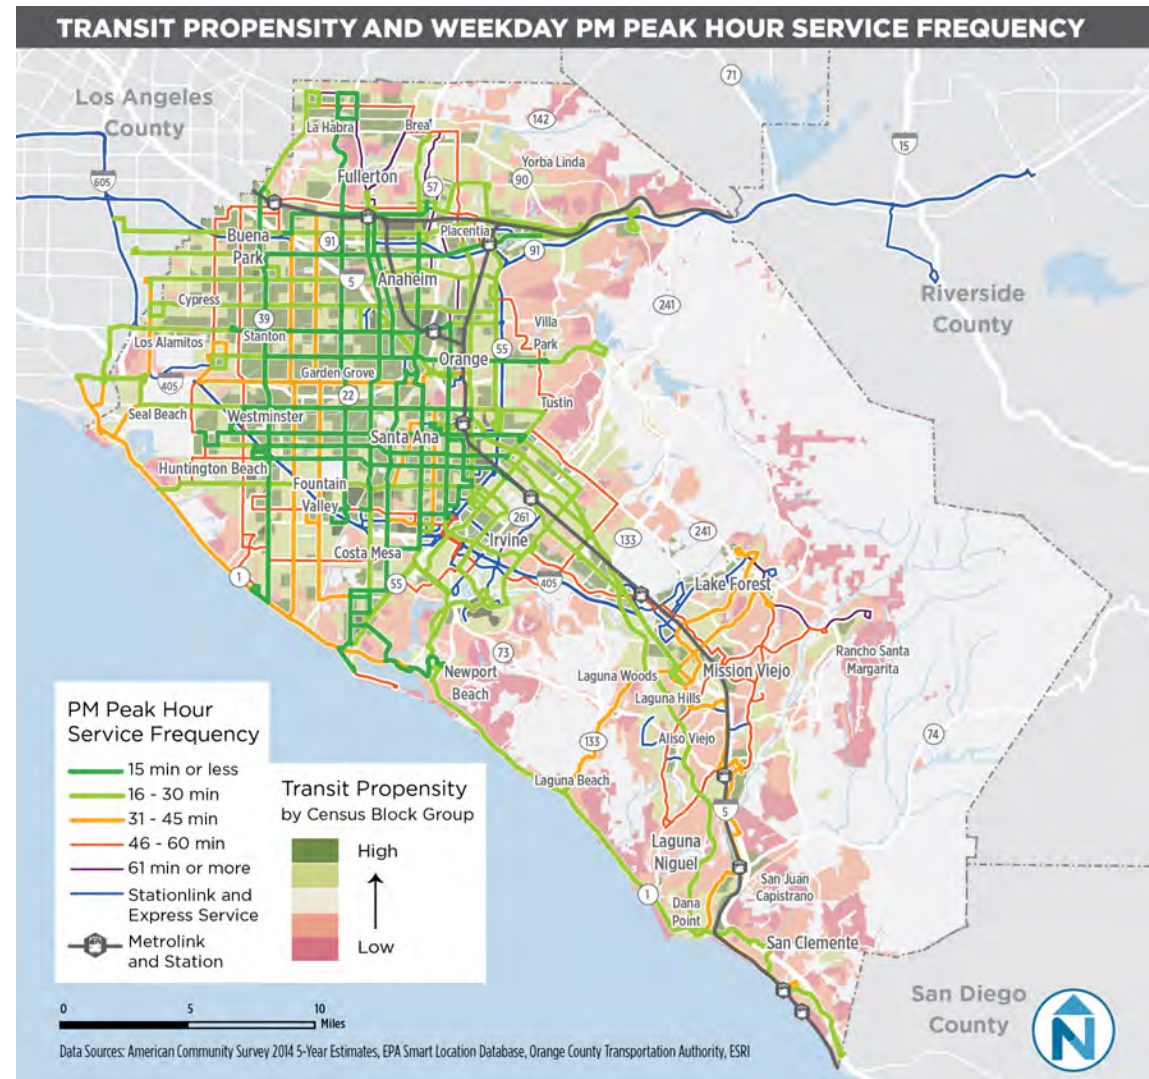 TRANSIT PROPENSITY AND WEEKDAY PM PEAK HOUR SERVICE FREQUENCY
71
Los Angeles
County
La Habra
Brea
142
15
605
Yorba Linda
Fullerton
57
90
Buena
Park
91
Placentia
91
5
Anaheim
Riverside
County
Cypress
241
39
Los Alamitos
Stanton
Villa
Park
55
Orange
405
Garden Grove
22
Tustin
Seal Beach
Westminster
Santa Ana
Huntington Beach
Fountain
Valley
261
Irvine
133
241
Costa Mesa
1
55
405
Lake Forest
73
Rancho Santa
Margarita
Newport
Beach
Laguna Woods
Mission Viejo
Laguna Hills
133
Aliso Viejo
74
Laguna Beach
5
Laguna
Niguel
1
San Juan
Capistrano
Dana
Point
San Clemente
San Diego
County
PM Peak Hour
Service Frequency
15 min or less
16 - 30 min
31 - 45 min
46 - 60 min
61 min or more
Stationlink and
Express Service
Metrolink
and Station
Transit Propensity
by Census Block Group
High
Low
0 5 10
Miles
N
Data Sources: American Community Survey 2014 5-Year Estimates, EPA Smart Location Database, Orange County Transportation Authority, ESRI